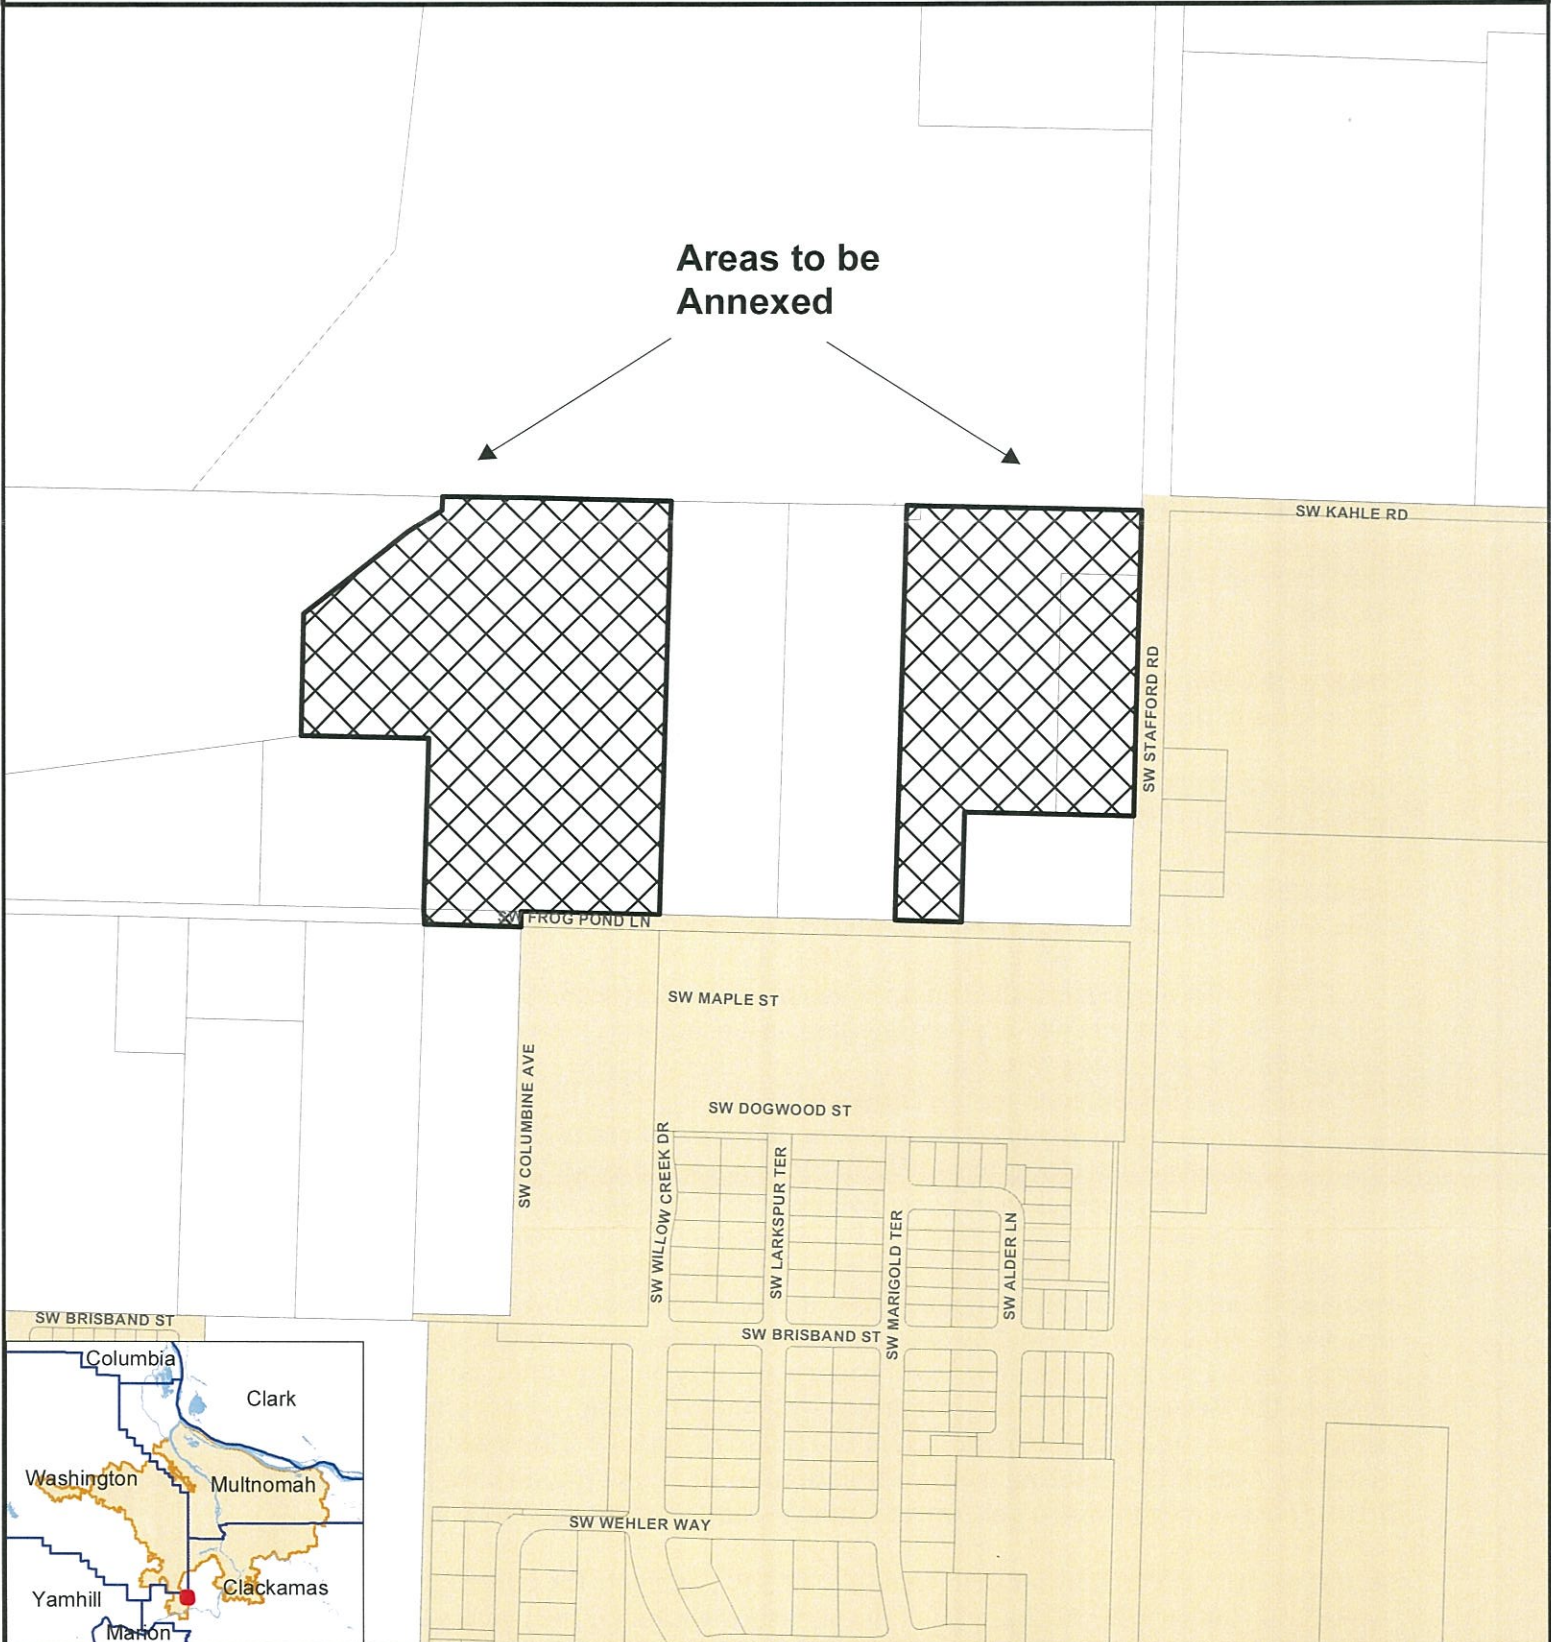 Areas to be
Annexed
SW KAHLE RD
SW STAFFORD RD
SW FROG POND LN
SW MAPLE ST
SW COLUMBINE AVE
SW DOGWOOD ST
SW WILLOW CREEK DR
SW LARKSPUR TER
SW MARIGOLD TER
SW ALDER LN
SW BRISBAND ST
SW BRISBAND ST
SW WEHLER WAY
Columbia
Clark
Washington
Multnomah
Yamhill
Clackamas
Marion